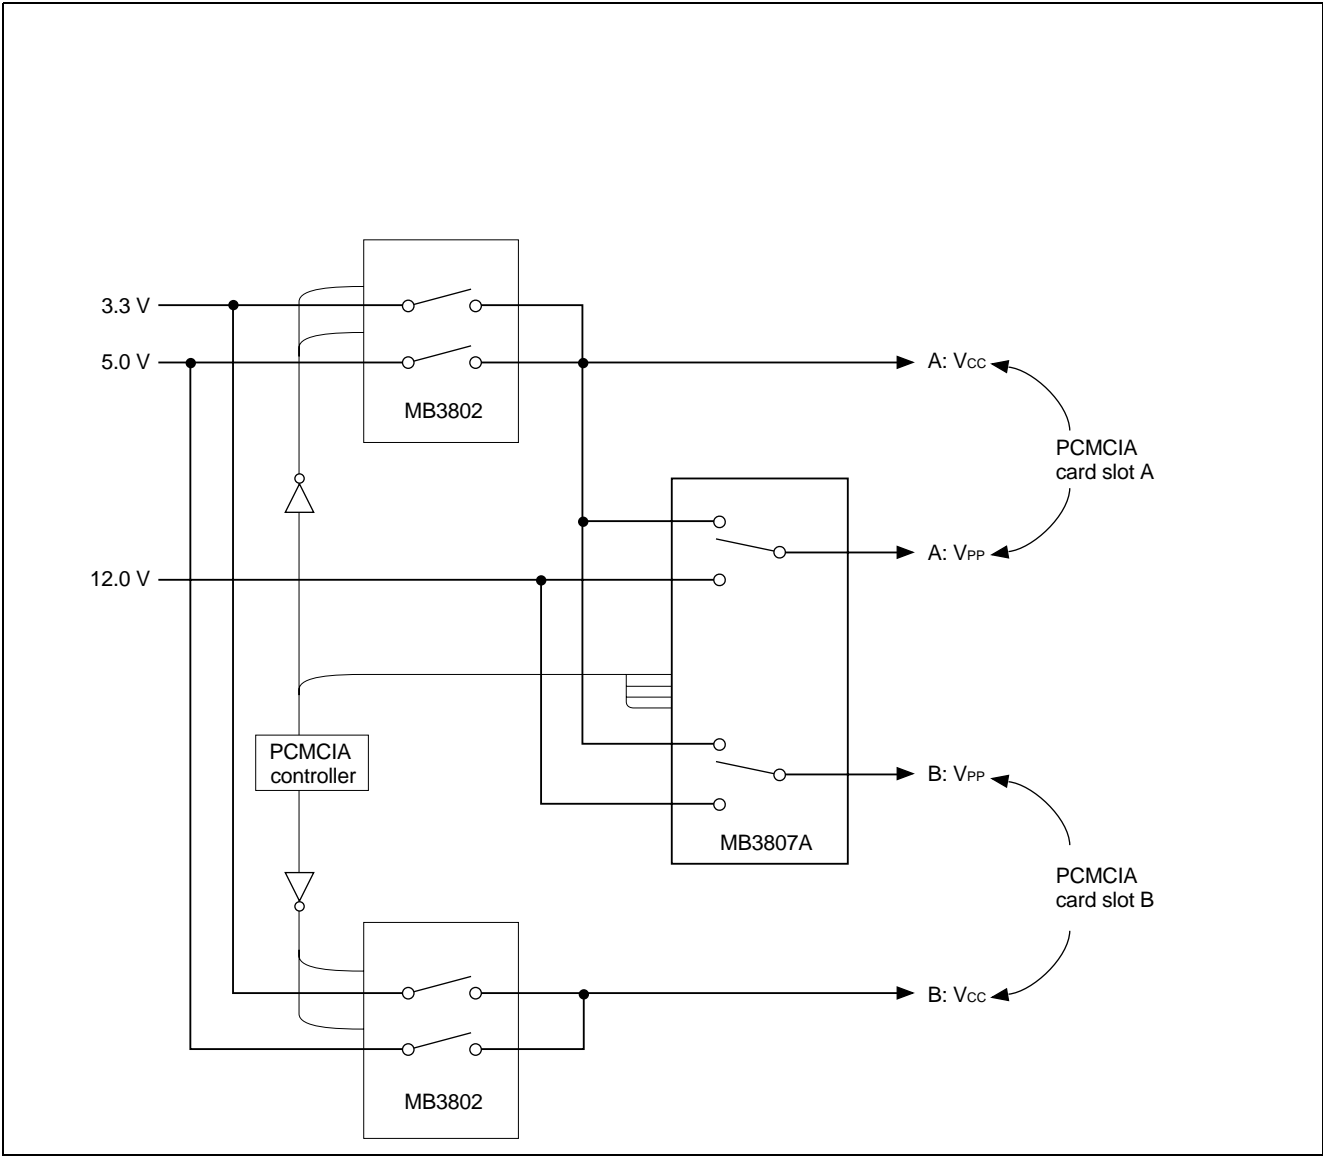 3.3 V
5.0 V
MB3802
A: VCC
PCMCIA
card slot A
A: VPP
12.0 V
PCMCIA
controller
B: VPP
MB3807A
PCMCIA
card slot B
B: VCC
MB3802